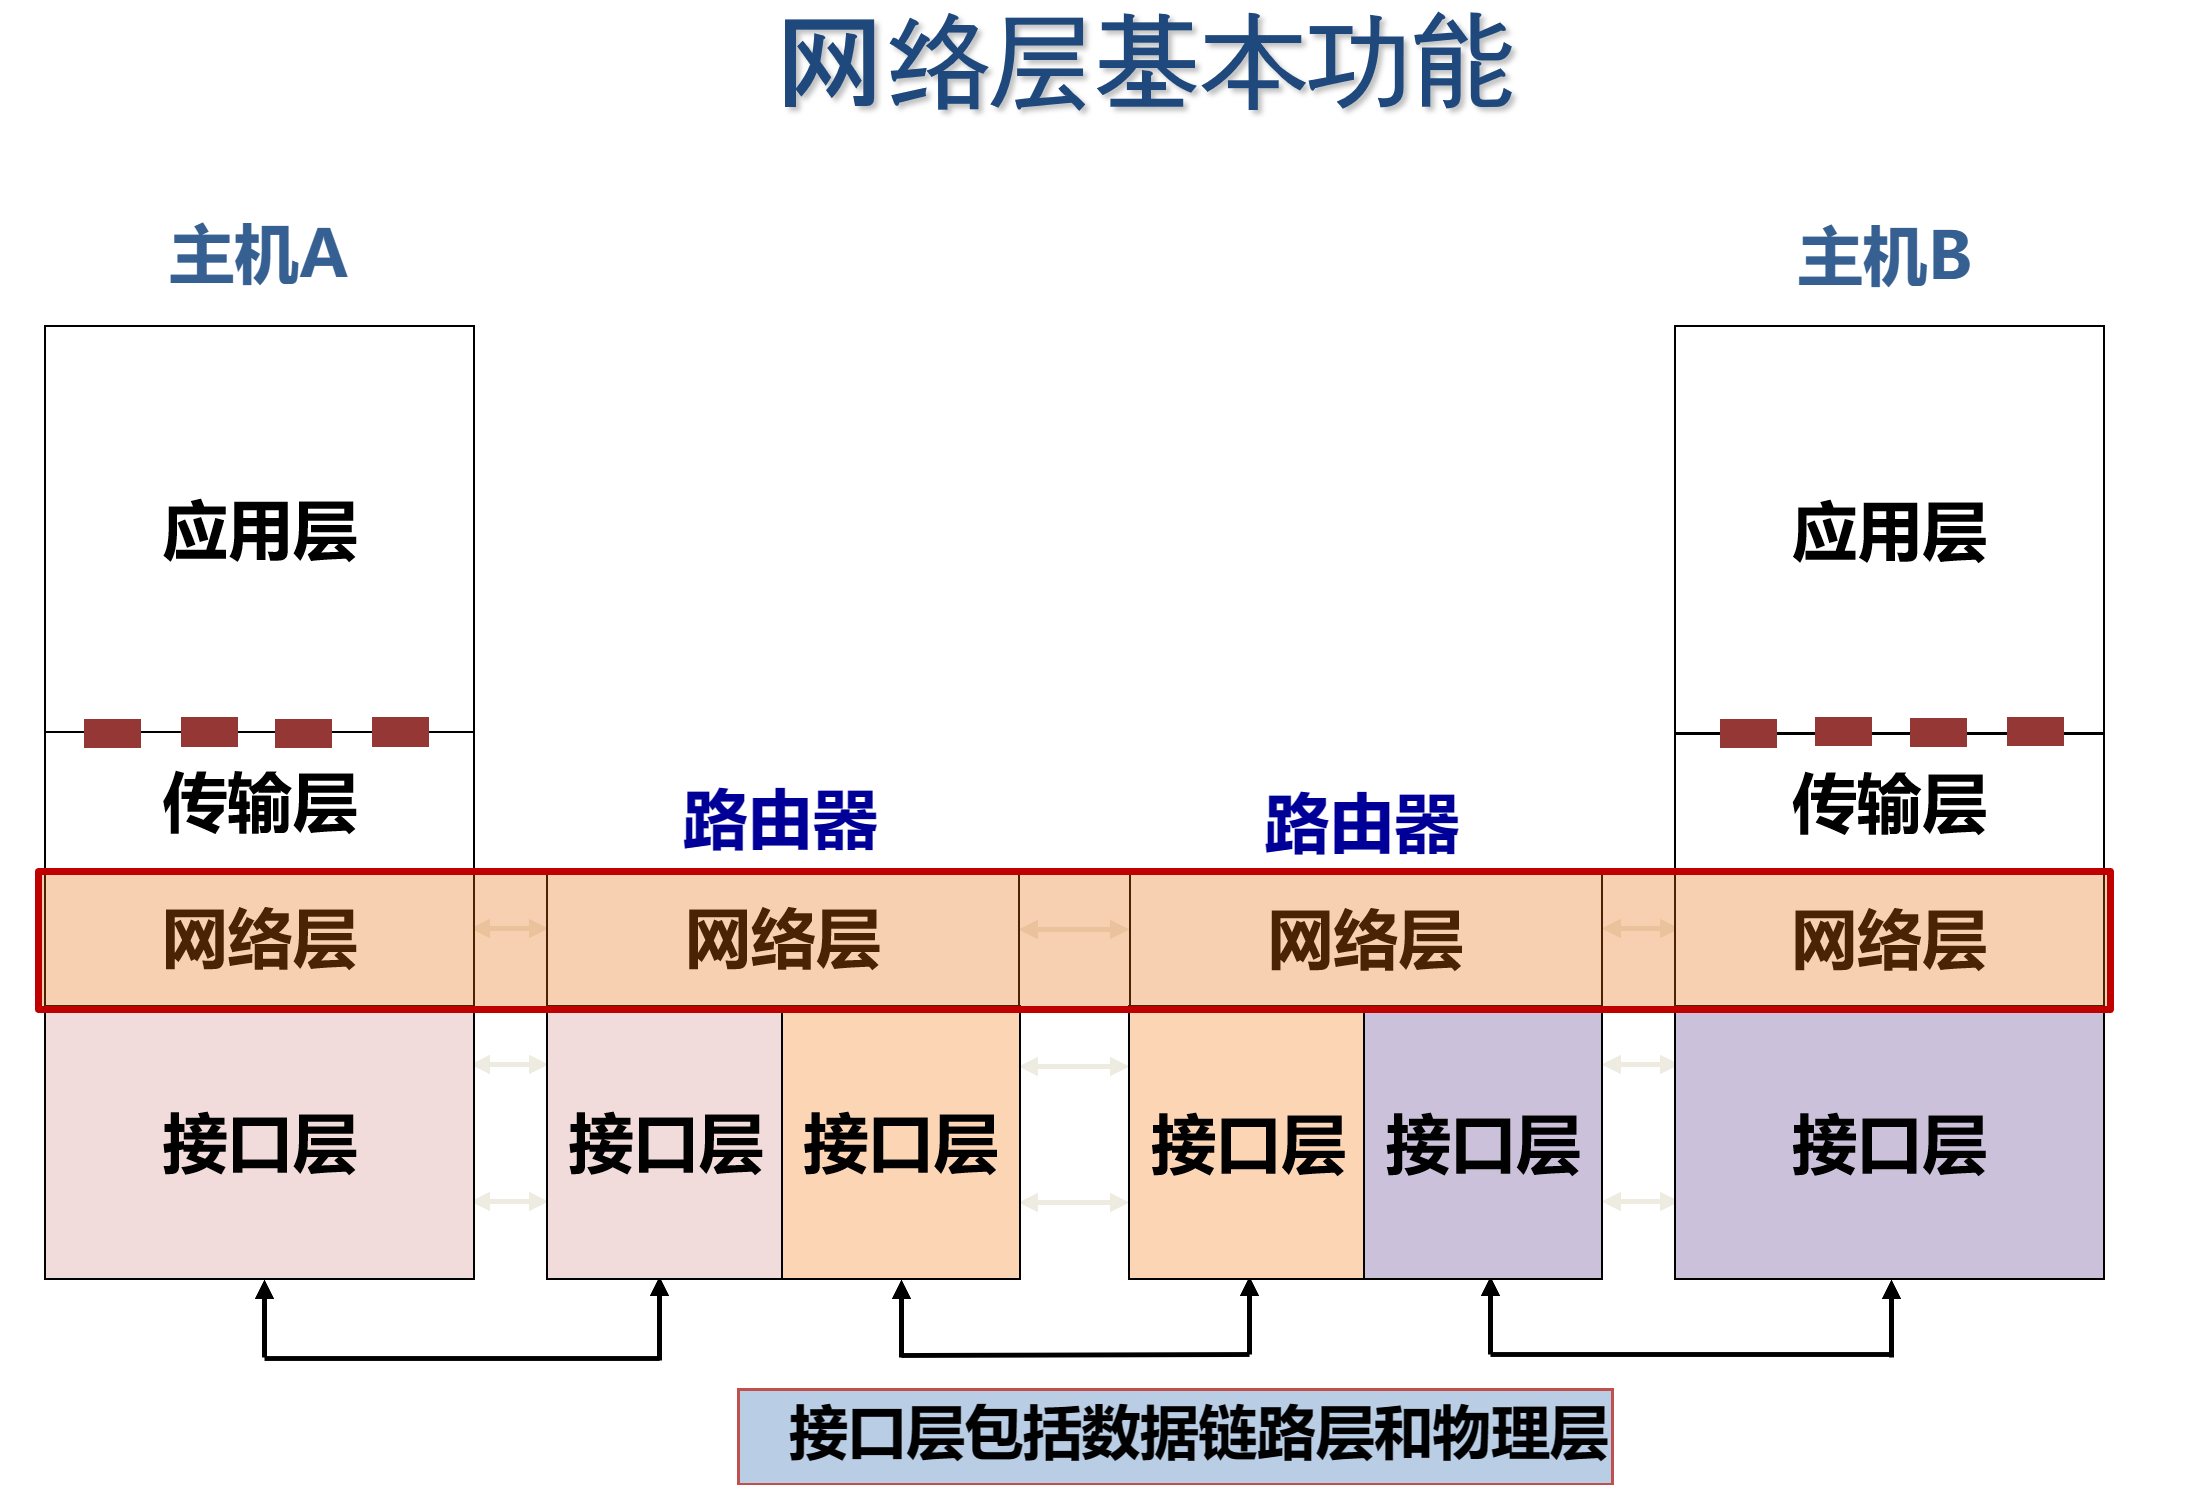 网络层基本功能
主机A
主机B
应用层
应用层
传输层
传输层
路由器
路由器
网络层
网络层
网络层
网络层
接口层
接口层
接口层
接口层
接口层
接口层
接口层包括数据链路层和物理层